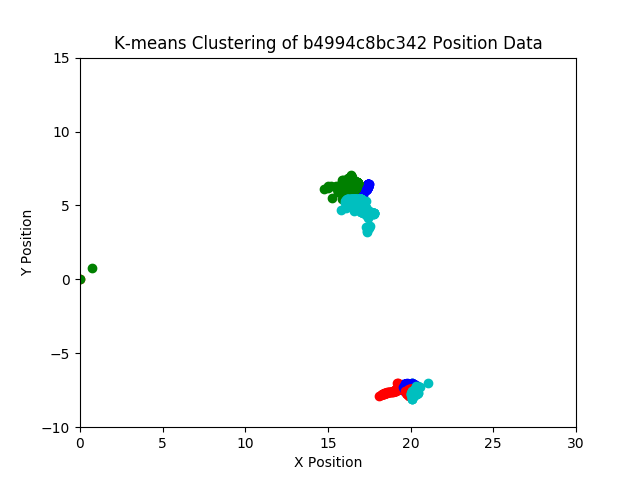 K-means Clustering of b4994c8bc342 Position Data
15
10
5
0
−5
−10
Y Position
0 5 10 15 20 25 30
X Position